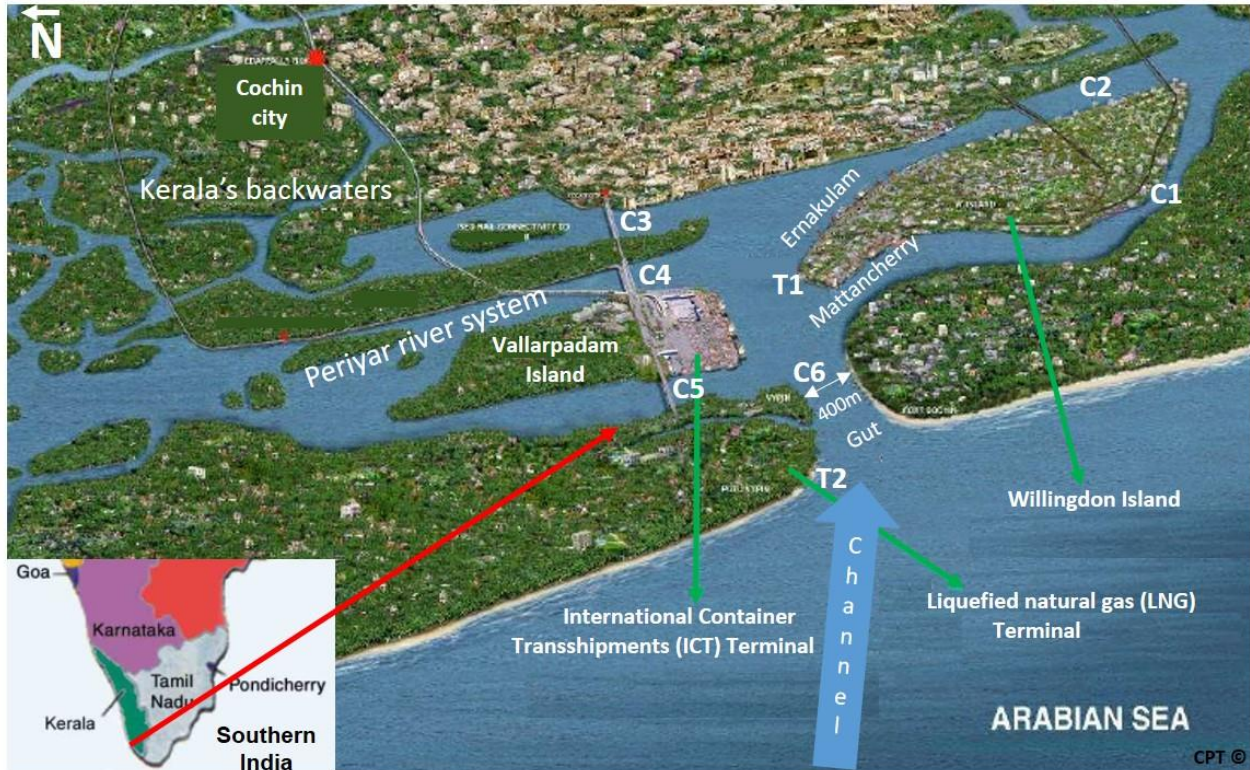 N
Cochin
city
Kerala's backwaters
C2
C1
C3
Ernakulam
C4
T1
Mattancherry
Periyar river system
Vallarpadam
Island
C5
C6
400m
Gut
T2
Willingdon Island
Channel
International Container
Transshipments (ICT) Terminal
Liquefied natural gas (LNG)
Terminal
Goa
Karnataka
Tamil
Nadu
Pondicherry
Kerala
Southern
India
ARABIAN SEA
CPT ©